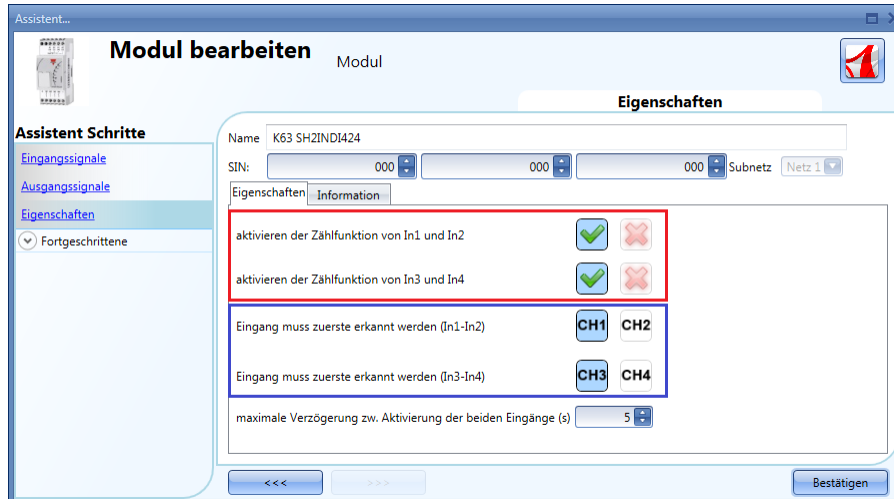 Assistent...
Modul bearbeiten Modul
Eigenschaften
Assistent Schritte
Eingangssignale
Ausgangssignale
Eigenschaften
Fortgeschrittene
Name K63 SH2INDI424
SIN: 000 000 000 Subnetz Netz 1
Eigenschaften Information
aktivieren der Zählfunktion von In1 und In2
aktivieren der Zählfunktion von In3 und In4
Eingang muss zuerste erkannt werden (In1-In2) CH1 CH2
Eingang muss zuerste erkannt werden (In3-In4) CH3 CH4
maximale Verzögerung zw. Aktivierung der beiden Eingänge (s) 5
<<< >>> Bestätigen